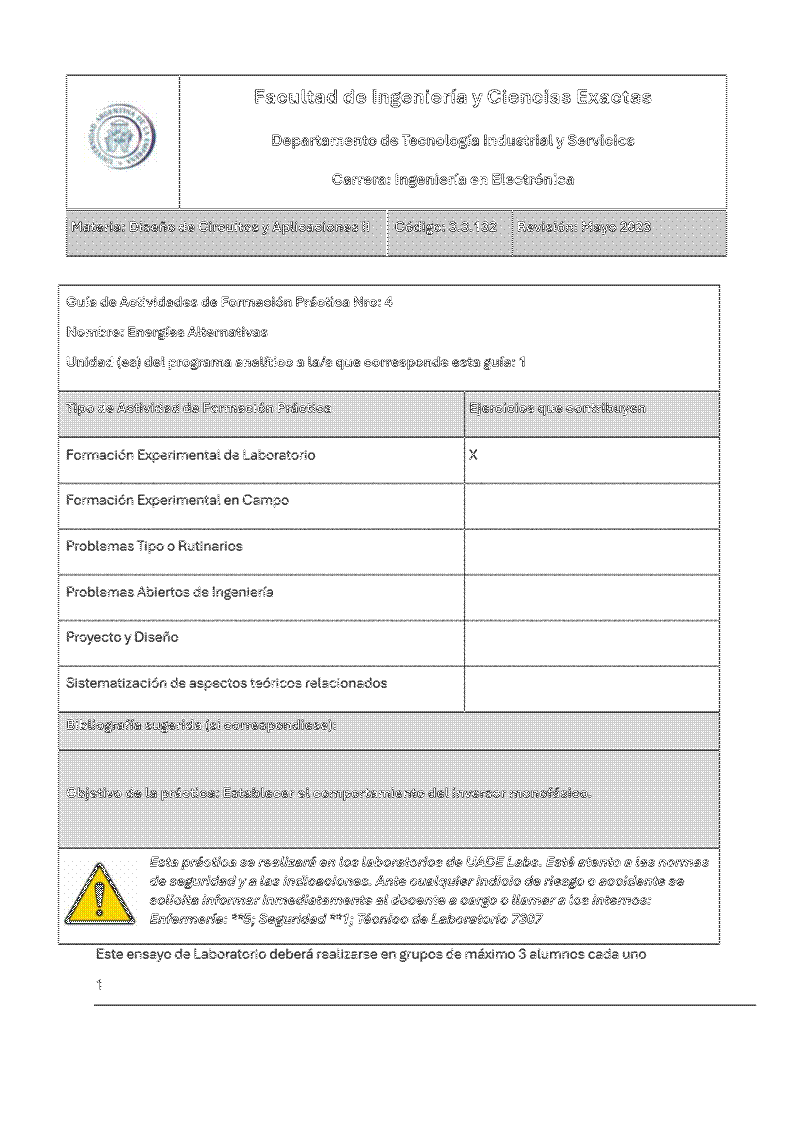 Facultad de Ingeniería y Ciencias Exactas
Departamento de Tecnología Industrial y Servicios
Carrera: Ingeniería en Electrónica
Materia: Diseño de Circuitos y Aplicaciones II
Código: 3.3.132
Revisión: Mayo 2023
Guía de Actividades de Formación Práctica Nro: 4
Nombre: Energías Alternativas
Unidad (es) del programa analítico a la/s que corresponde esta guía: 1
Tipo de Actividad de Formación Práctica
Ejercicios que contribuyen
Formación Experimental de Laboratorio
X
Formación Experimental en Campo
Problemas Tipo o Rutinarios
Problemas Abiertos de Ingeniería
Proyecto y Diseño
Sistematización de aspectos teóricos relacionados
Bibliografía sugerida (si correspondiese):
Objetivo de la práctica: Establecer el comportamiento del inversor monofásico.
Esta práctica se realizará en los laboratorios de UADE Labs. Esté atento a las normas
de seguridad y a las indicaciones. Ante cualquier indicio de riesgo o accidente se
solicita informar inmediatamente al docente a cargo o llamar a los internos:
Enfermería: **5; Seguridad **1; Técnico de Laboratorio 7307
Este ensayo de Laboratorio deberá realizarse en grupos de máximo 3 alumnos cada uno
1